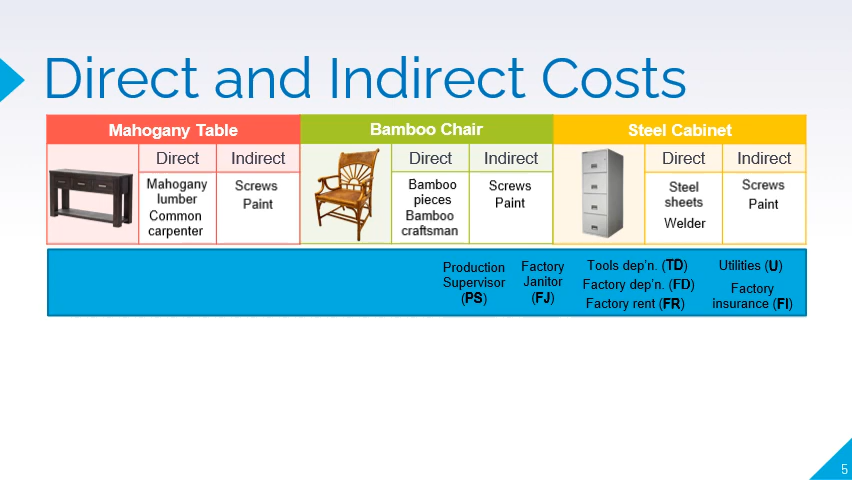 Direct and Indirect Costs
Mahogany Table
Bamboo Chair
Steel Cabinet
Direct
Indirect
Direct
Indirect
Direct
Indirect
Mahogany
lumber
Common
carpenter
Screws
Paint
Bamboo
pieces
Bamboo
craftsman
Screws
Paint
Steel
sheets
Welder
Screws
Paint
Production
Supervisor
(PS)
Factory
Janitor
(FJ)
Tools dep'n. (TD)
Factory dep'n. (FD)
Factory rent (FR)
Utilities (U)
Factory
insurance (FI)
5